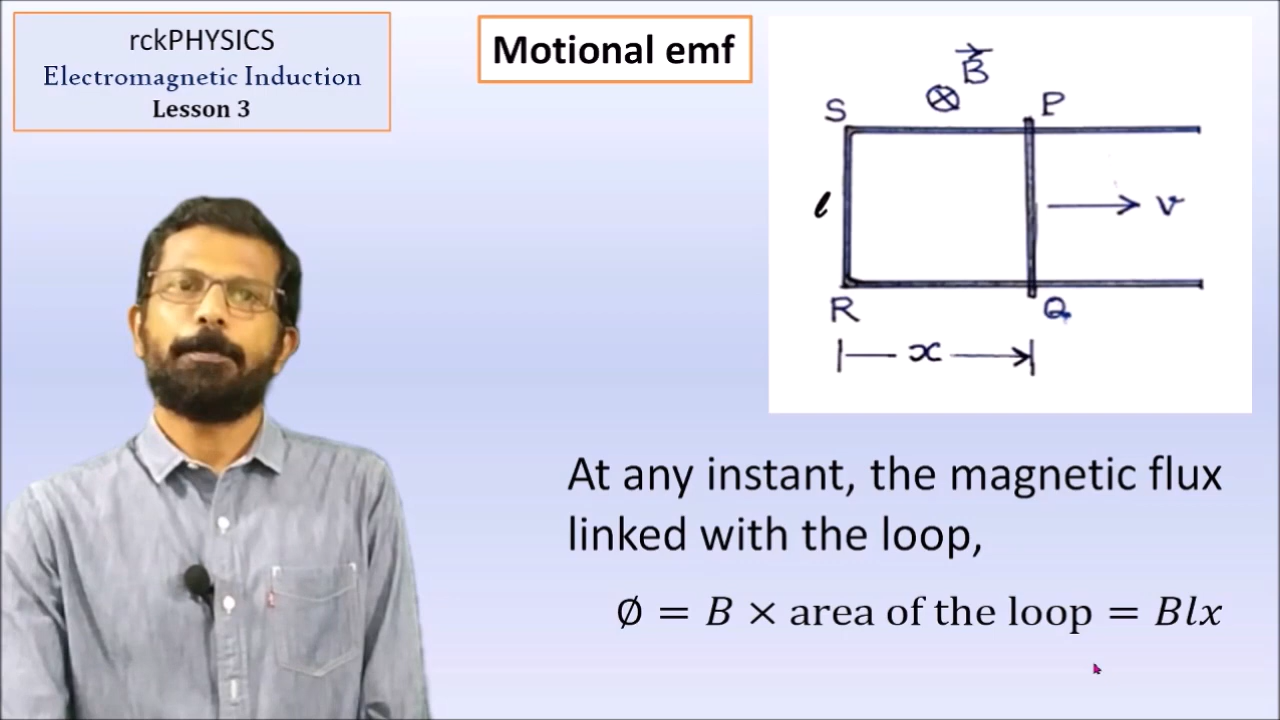 rckPHYSICS
Electromagnetic Induction
Lesson 3
Motional emf
B
S
P
l
v
R
Q
x
At any instant, the magnetic flux
linked with the loop,
∅ = B × area of the loop = Blx